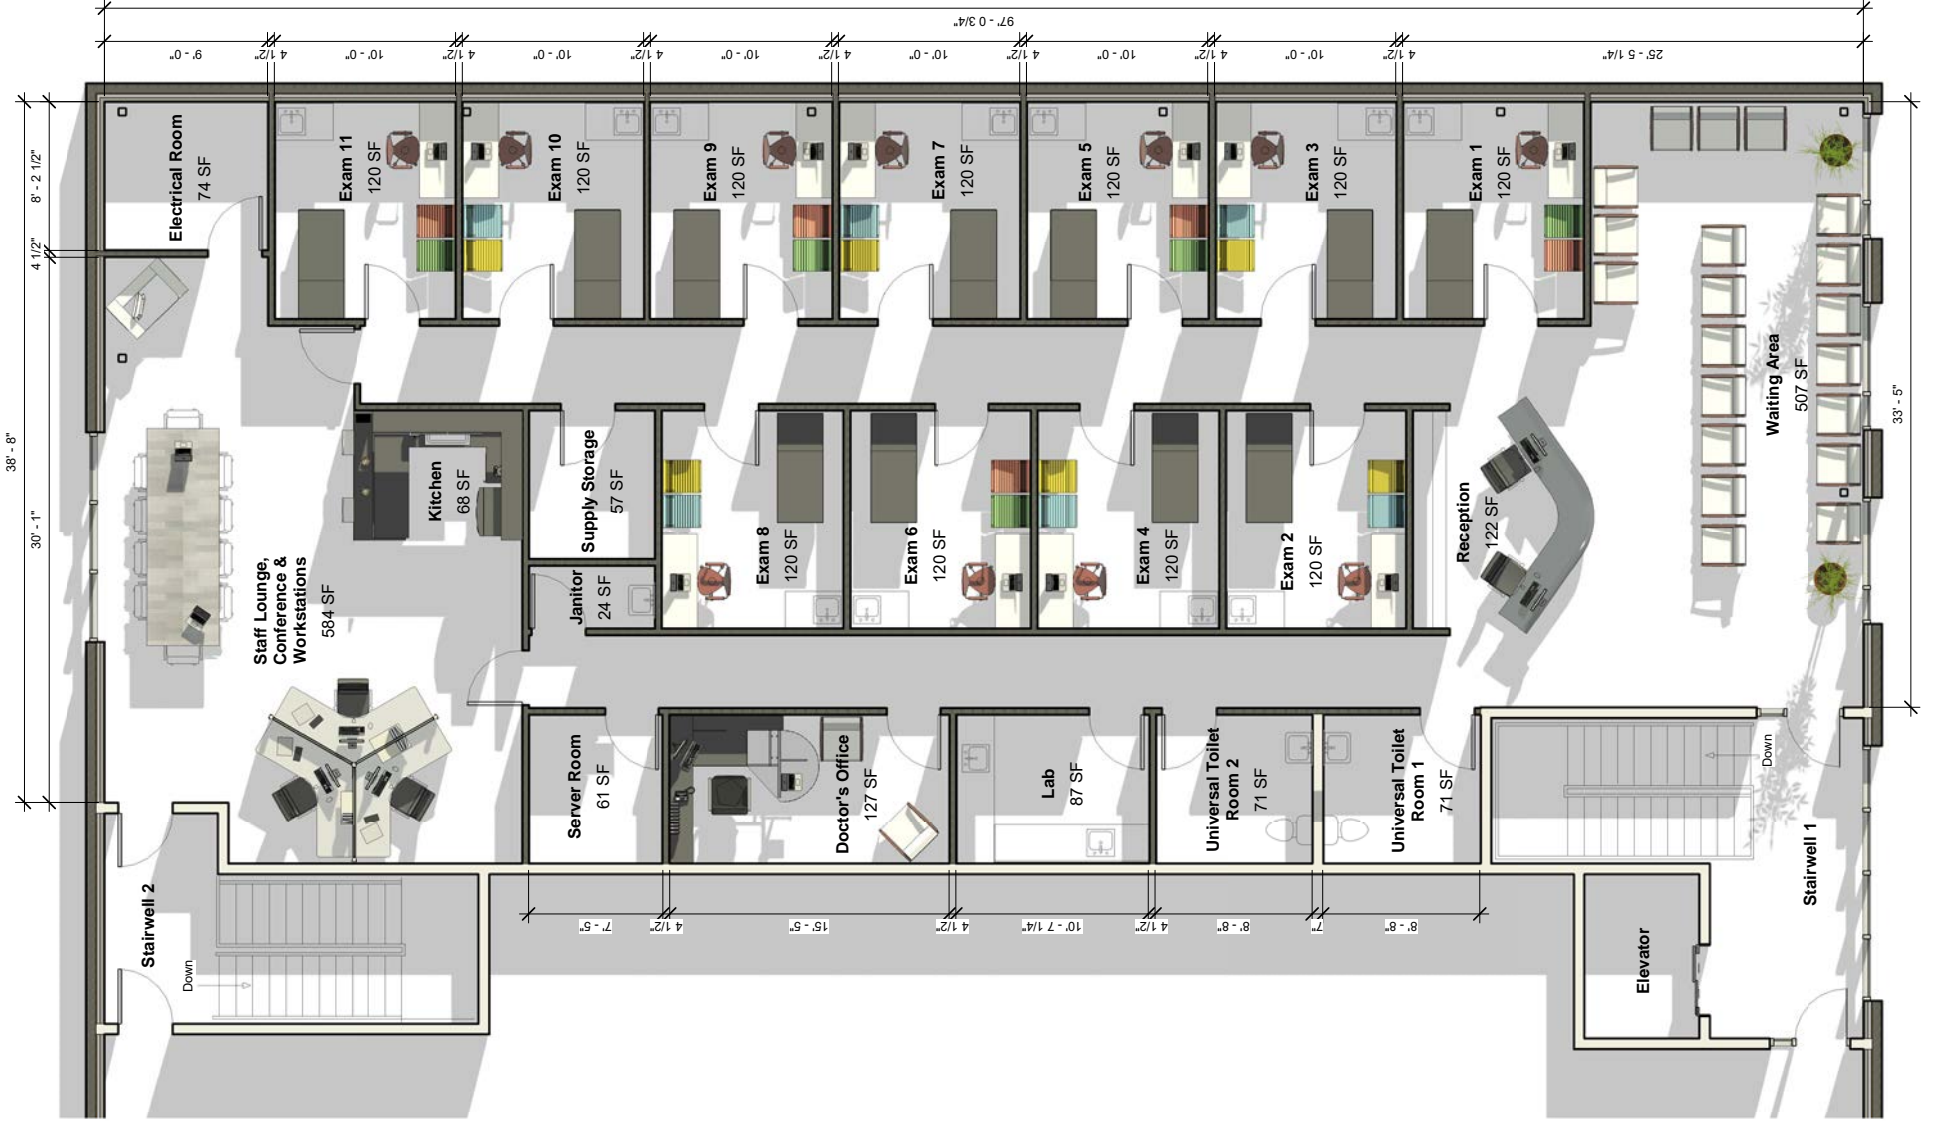 97' - 0 3/4"
9' - 0"
4 1/2"
10' - 0"
4 1/2"
10' - 0"
4 1/2"
10' - 0"
4 1/2"
10' - 0"
4 1/2"
10' - 0"
4 1/2"
10' - 0"
4 1/2"
25' - 5 1/4"
38' - 8"
8' - 2 1/2"
4 1/2"
30' - 1"
33' - 5"
Electrical Room
74 SF
Exam 11
120 SF
Exam 10
120 SF
Exam 9
120 SF
Exam 7
120 SF
Exam 5
120 SF
Exam 3
120 SF
Exam 1
120 SF
Waiting Area
507 SF
Staff Lounge,
Conference &
Workstations
584 SF
Kitchen
68 SF
Supply Storage
57 SF
Janitor
24 SF
Exam 8
120 SF
Exam 6
120 SF
Exam 4
120 SF
Exam 2
120 SF
Reception
122 SF
Server Room
61 SF
Doctor's Office
127 SF
Lab
87 SF
Universal Toilet
Room 2
71 SF
Universal Toilet
Room 1
71 SF
Down
Stairwell 1
Stairwell 2
Down
Elevator
7' - 5"
4 1/2"
15' - 5"
4 1/2"
10' - 7 1/4"
4 1/2"
8' - 8"
7"
8' - 8"